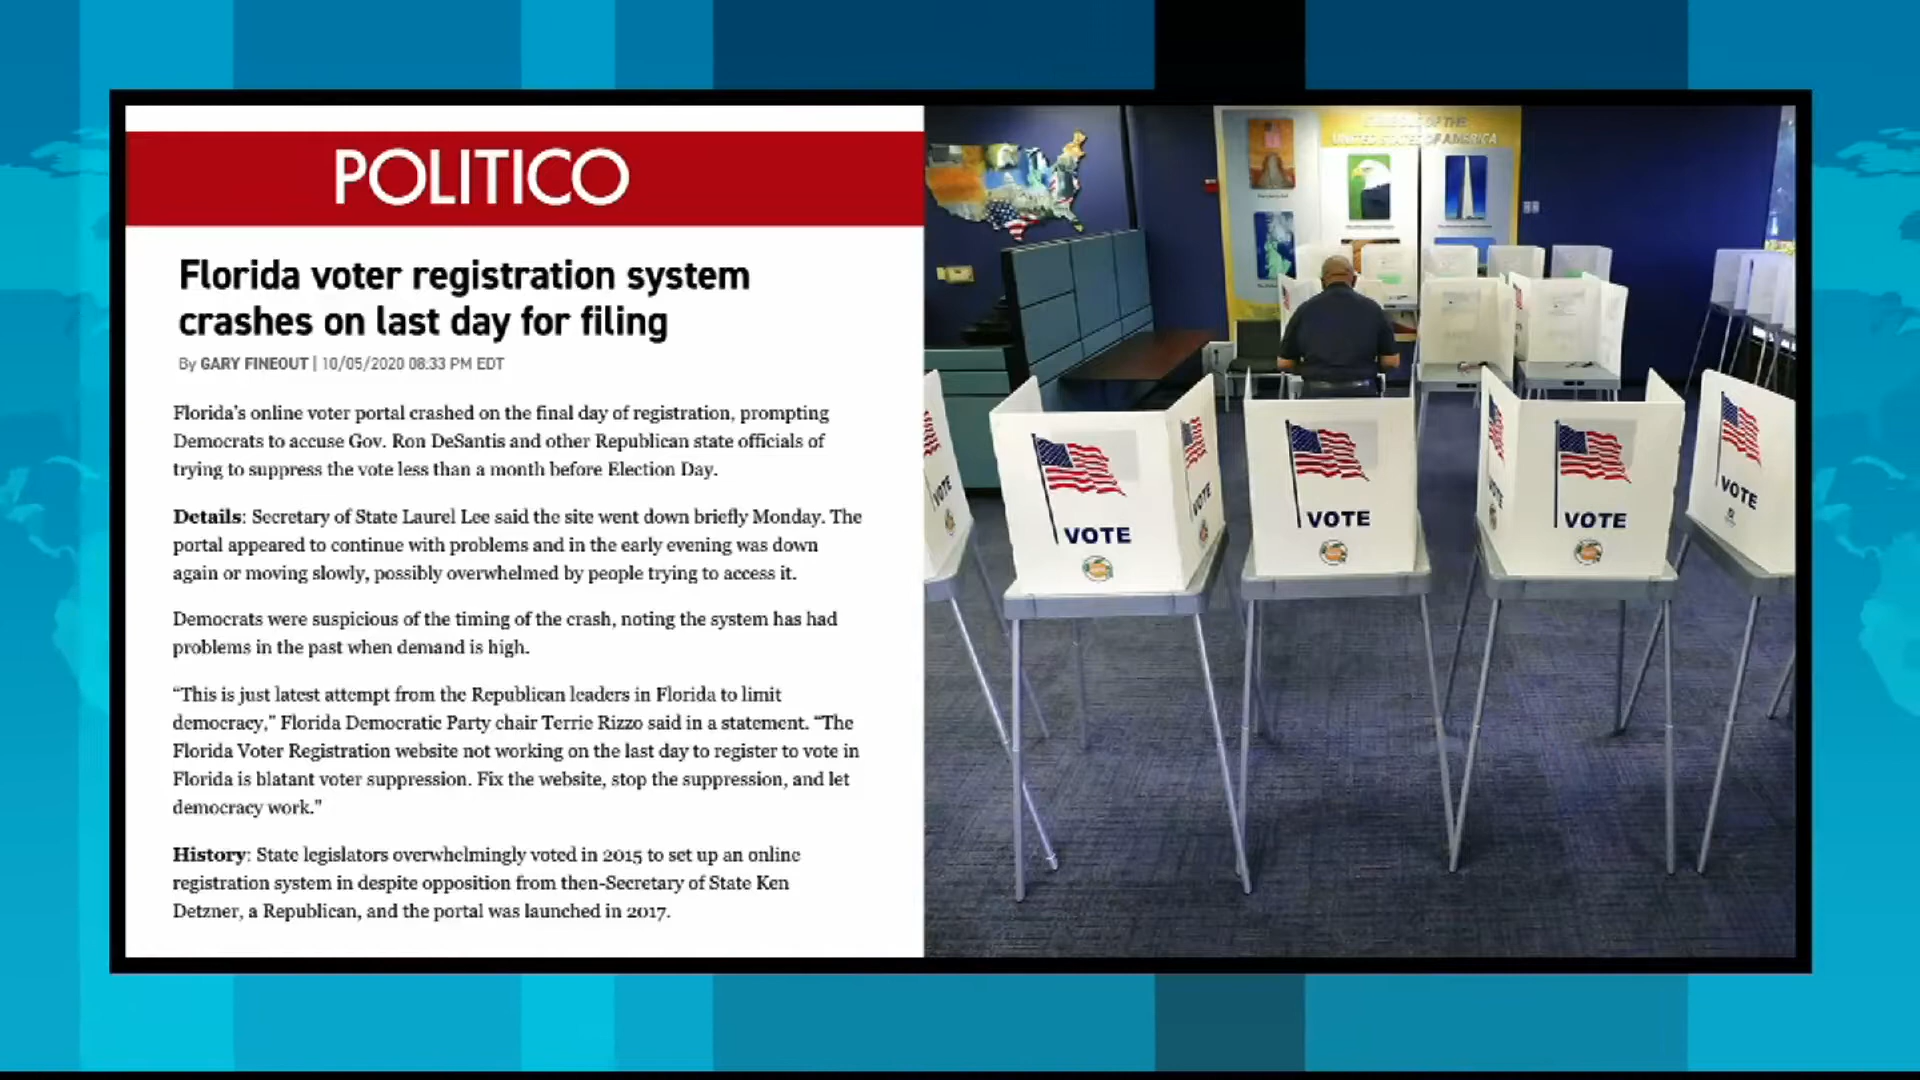 POLITICO
Florida voter registration system
crashes on last day for filing
By GARY FINEOUT | 10/05/2020 08:33 PM EDT
Florida's online voter portal crashed on the final day of registration, prompting
Democrats to accuse Gov. Ron DeSantis and other Republican state officials of
trying to suppress the vote less than a month before Election Day.
Details: Secretary of State Laurel Lee said the site went down briefly Monday. The
portal appeared to continue with problems and in the early evening was down
again or moving slowly, possibly overwhelmed by people trying to access it.
Democrats were suspicious of the timing of the crash, noting the system has had
problems in the past when demand is high.
“This is just latest attempt from the Republican leaders in Florida to limit
democracy,” Florida Democratic Party chair Terrie Rizzo said in a statement. “The
Florida Voter Registration website not working on the last day to register to vote in
Florida is blatant voter suppression. Fix the website, stop the suppression, and let
democracy work.”
History: State legislators overwhelmingly voted in 2015 to set up an online
registration system in despite opposition from then-Secretary of State Ken
Detzner, a Republican, and the portal was launched in 2017.
OF THE
UNITED STATES OF AMERICA
VOTE
VOTE
VOTE
VOTE
VOTE
VOTE
VOTE